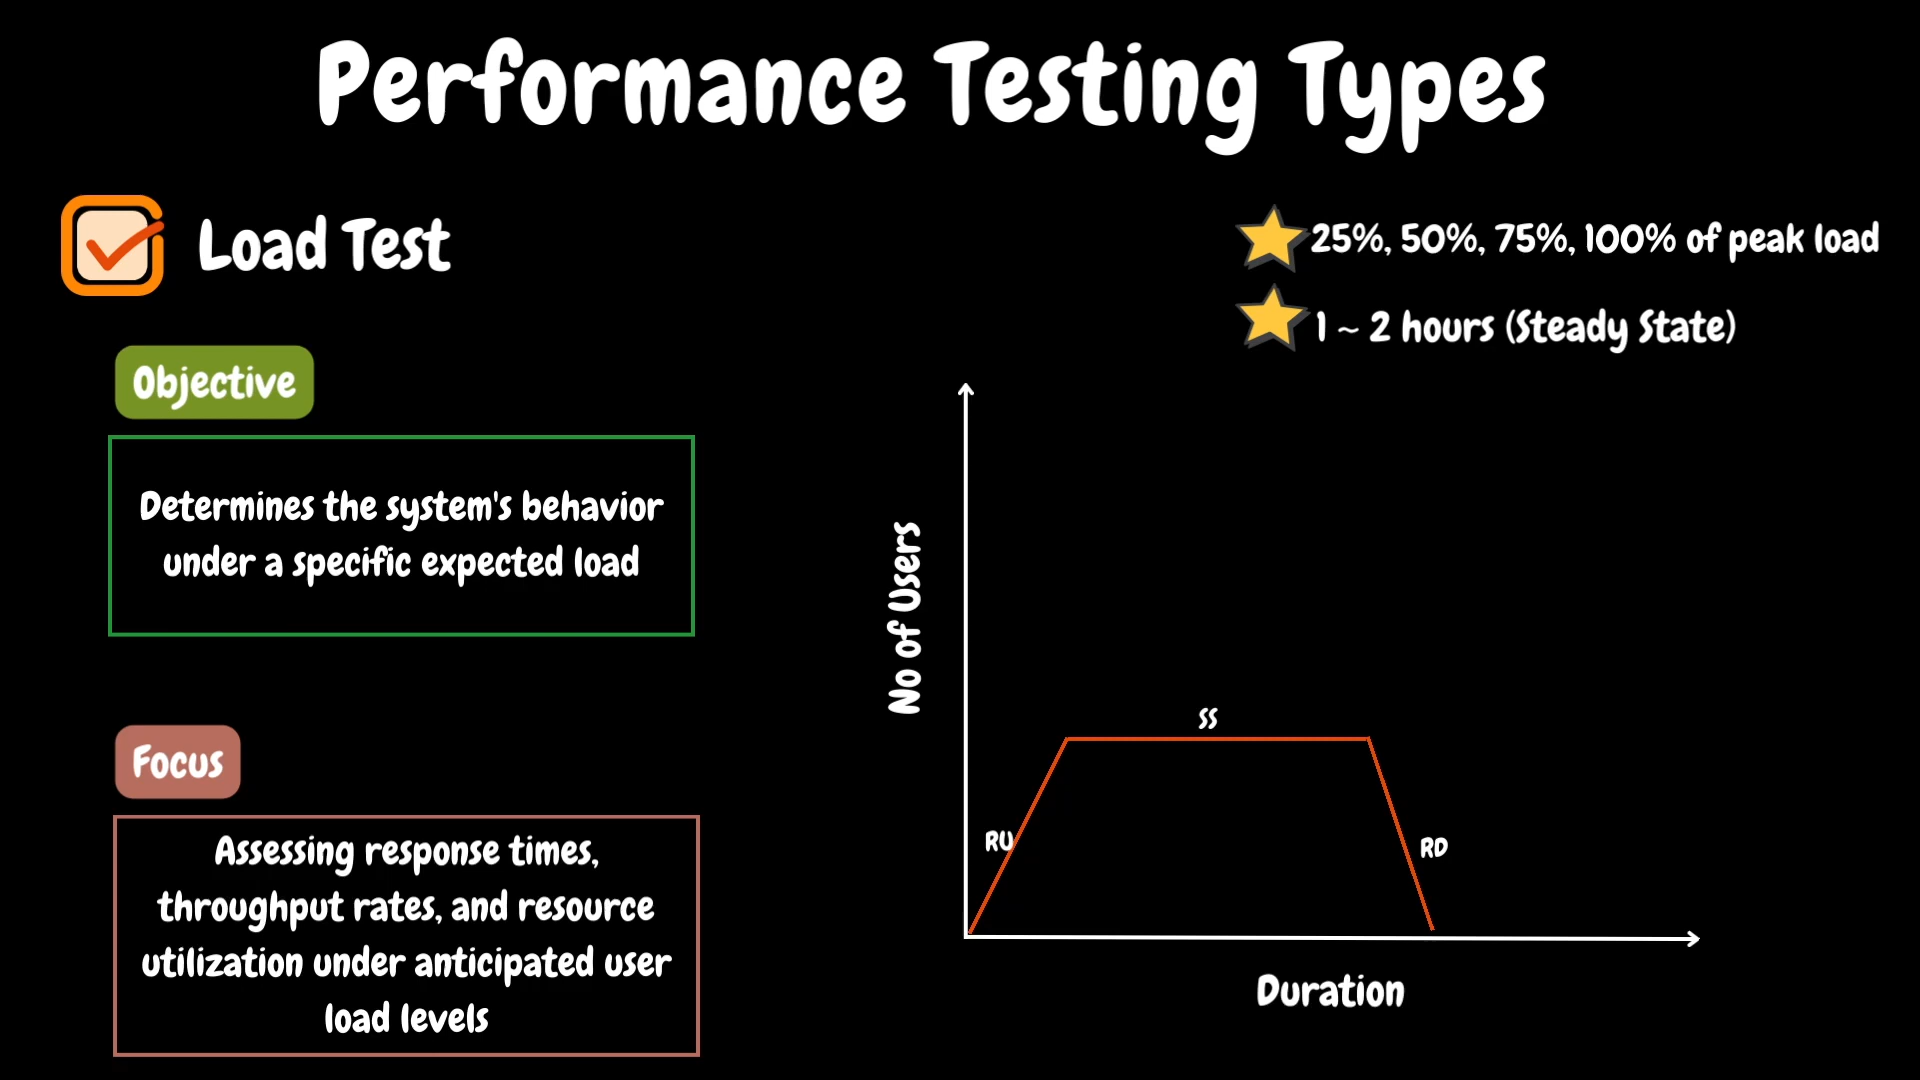 Performance Testing Types
Load Test
25%, 50%, 75%, 100% of peak load
1 ~ 2 hours (Steady State)
Objective
Determines the system's behavior
under a specific expected load
Focus
Assessing response times,
throughput rates, and resource
utilization under anticipated user
load levels
No of Users
SS
RU
RD
Duration